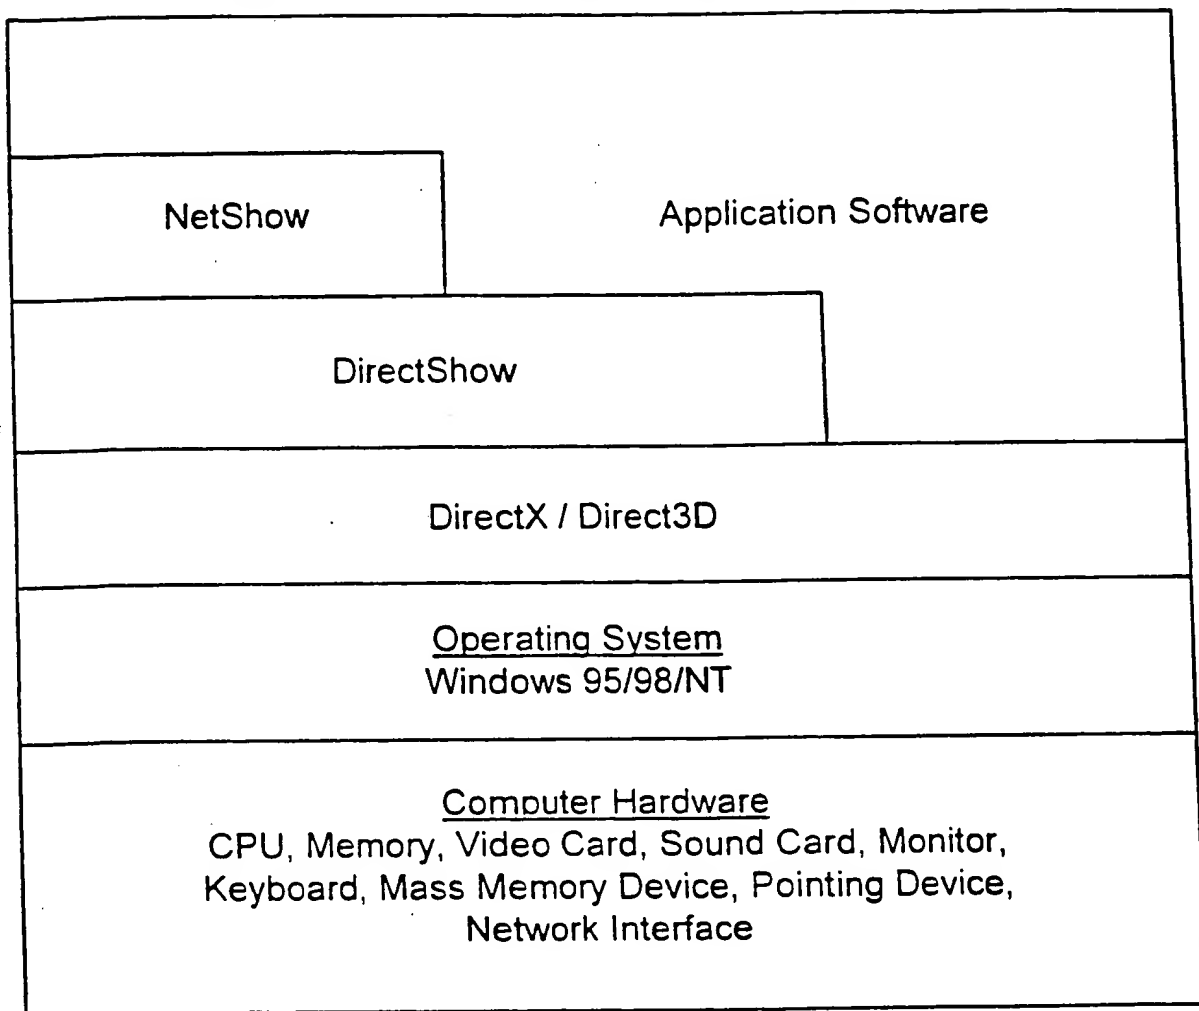 NetShow
Application Software
DirectShow
DirectX / Direct3D
Operating System
Windows 95/98/NT
Computer Hardware
CPU, Memory, Video Card, Sound Card, Monitor,
Keyboard, Mass Memory Device, Pointing Device,
Network Interface